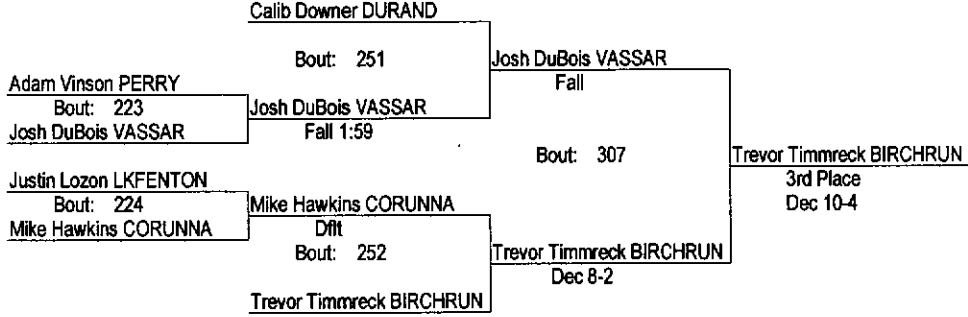 Calib Downer DURAND
Bout: 251
Josh DuBois VASSAR
Fall
Adam Vinson PERRY
Bout: 223
Josh DuBois VASSAR
Josh DuBois VASSAR
Fall 1:59
Bout: 307
Trevor Timmreck BIRCHRUN
3rd Place
Dec 10-4
Justin Lozon LKFENTON
Bout: 224
Mike Hawkins CORUNNA
Mike Hawkins CORUNNA
Dflt
Bout: 252
Trevor Timmreck BIRCHRUN
Dec 8-2
Trevor Timmreck BIRCHRUN